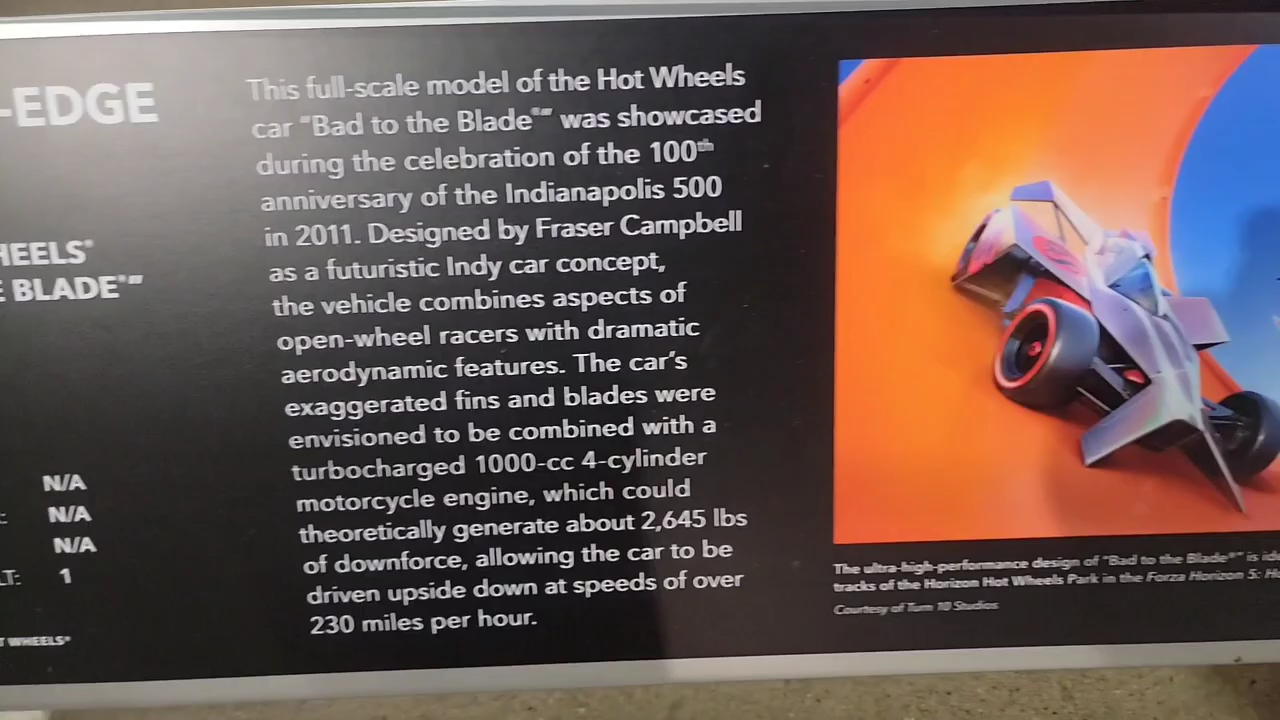 -EDGE
HEELS®
E BLADE®”
N/A
: N/A
N/A
LT: 1
T WHEELS®
This full-scale model of the Hot Wheels
car “Bad to the Blade®” was showcased
during the celebration of the 100th
anniversary of the Indianapolis 500
in 2011. Designed by Fraser Campbell
as a futuristic Indy car concept,
the vehicle combines aspects of
open-wheel racers with dramatic
aerodynamic features. The car’s
exaggerated fins and blades were
envisioned to be combined with a
turbocharged 1000-cc 4-cylinder
motorcycle engine, which could
theoretically generate about 2,645 lbs
of downforce, allowing the car to be
driven upside down at speeds of over
230 miles per hour.
The ultra-high-performance design of “Bad to the Blade®” is ide
tracks of the Horizon Hot Wheels Park in the Forza Horizon 5: Ho
Courtesy of Turn 10 Studios